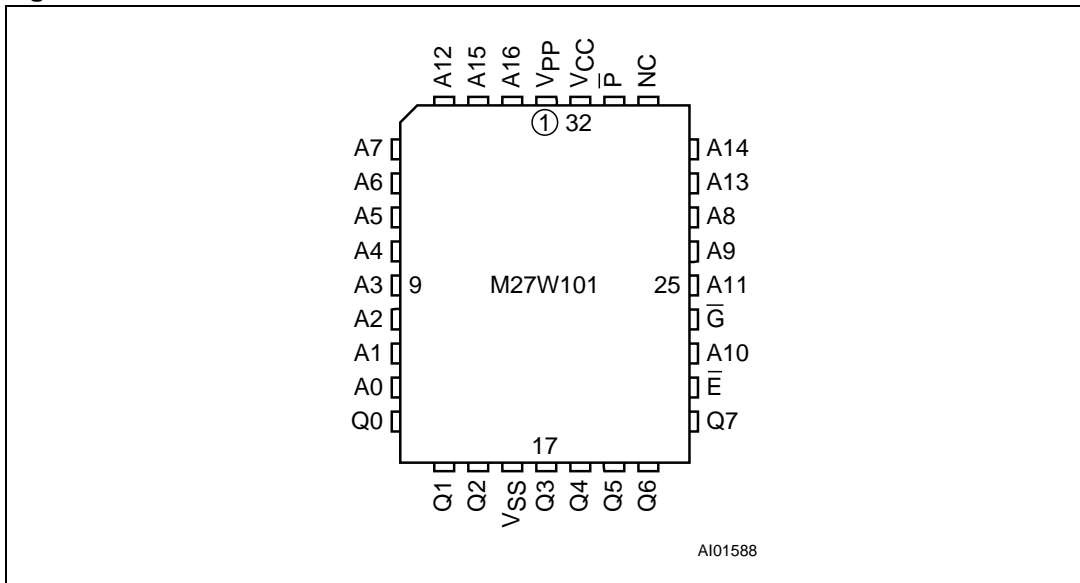 A12 A15 A16 VPP VCC P̅ NC
① 32
A7 A14
A6 A13
A5 A8
A4 A9
A3 9 M27W101 25 A11
A2 G̅
A1 A10
A0 E̅
Q0 Q7
17
Q1 Q2 VSS Q3 Q4 Q5 Q6
AI01588